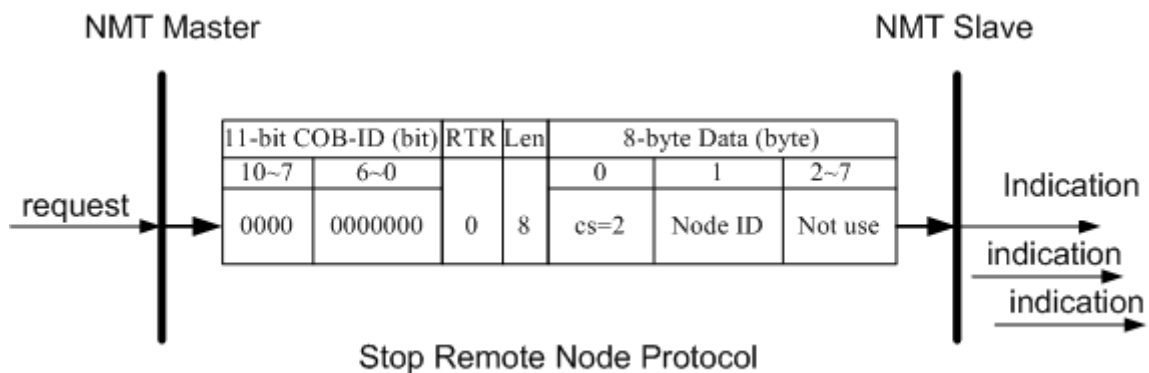 NMT Master
NMT Slave
11-bit COB-ID (bit) RTR Len 8-byte Data (byte)
10~7 6~0 0 1 2~7
request 0000 0000000 0 8 cs=2 Node ID Not use
Indication
indication
indication
Stop Remote Node Protocol